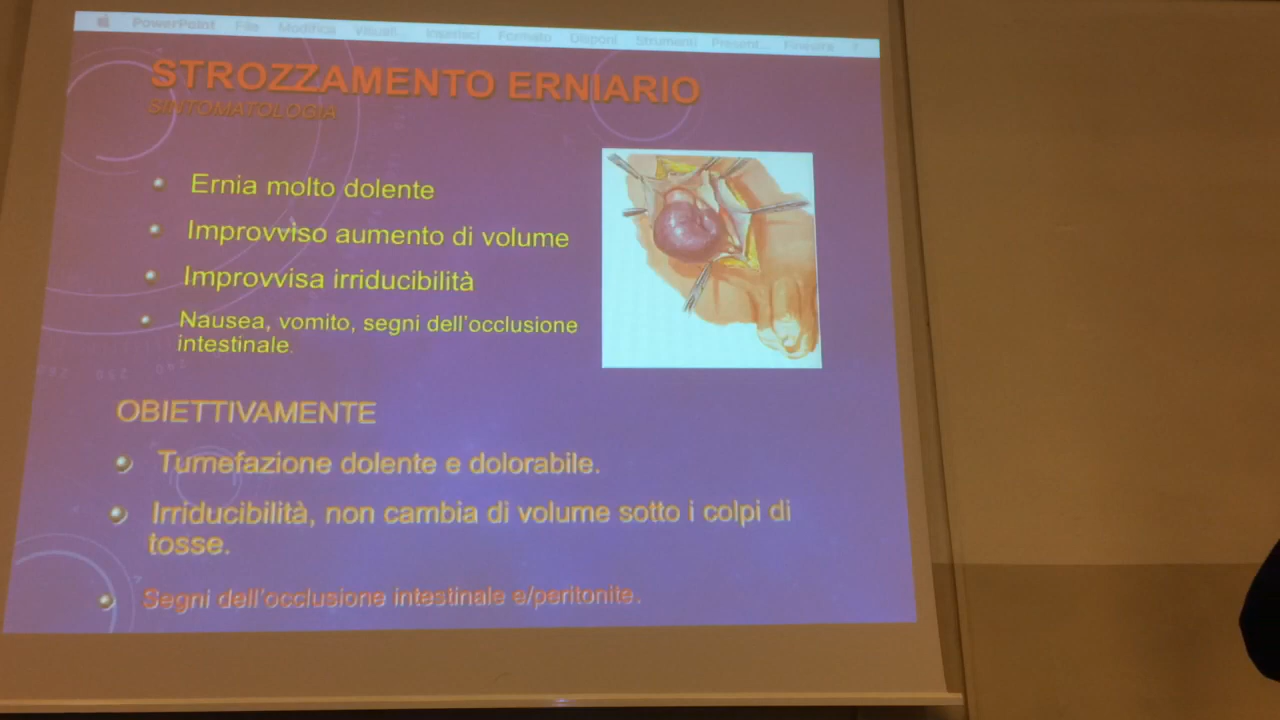 PowerPoint File Modifica Visuali... Inserisci Formato Disponi Strumenti Present... Finestra ?
STROZZAMENTO ERNIARIO
SINTOMATOLOGIA
Ernia molto dolente
Improvviso aumento di volume
Improvvisa irriducibilità
Nausea, vomito, segni dell'occlusione
intestinale.
OBIETTIVAMENTE
Tumefazione dolente e dolorabile.
Irriducibilità, non cambia di volume sotto i colpi di
tosse.
Segni dell'occlusione intestinale e/peritonite.